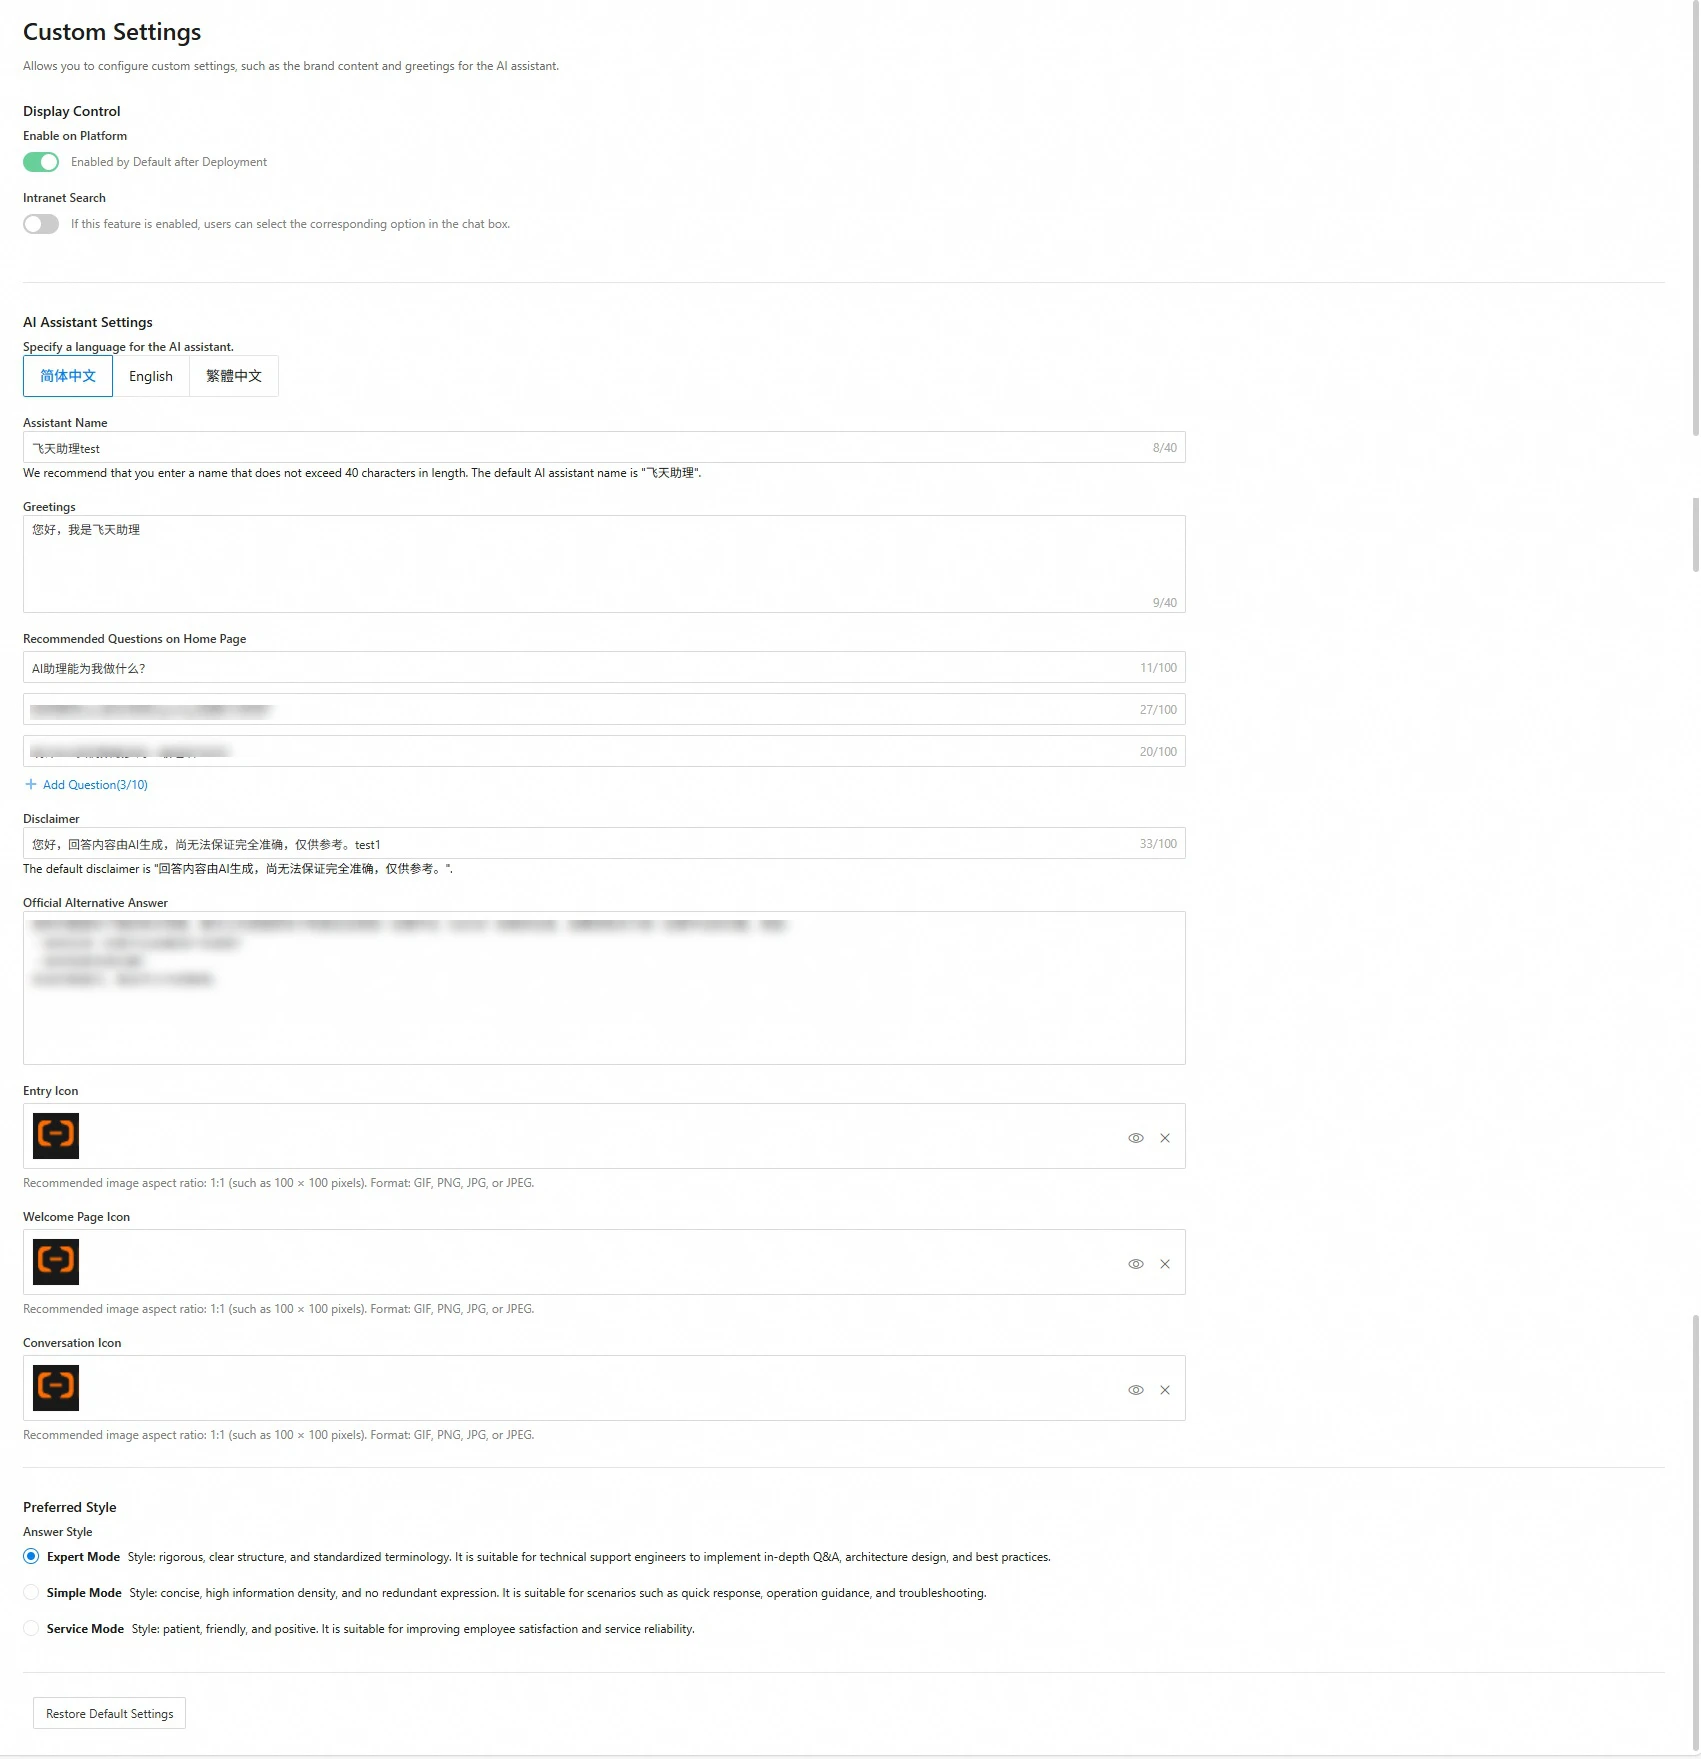 Custom Settings
Allows you to configure custom settings, such as the brand content and greetings for the AI assistant.
Display Control
Enable on Platform
Enabled by Default after Deployment
Intranet Search
If this feature is enabled, users can select the corresponding option in the chat box.
AI Assistant Settings
Specify a language for the AI assistant.
简体中文 English 繁體中文
Assistant Name
飞天助理test 8/40
We recommend that you enter a name that does not exceed 40 characters in length. The default AI assistant name is "飞天助理".
Greetings
您好，我是飞天助理
9/40
Recommended Questions on Home Page
AI助理能为我做什么? 11/100
27/100
20/100
+ Add Question(3/10)
Disclaimer
您好，回答内容由AI生成，尚无法保证完全准确，仅供参考。test1 33/100
The default disclaimer is "回答内容由AI生成，尚无法保证完全准确，仅供参考。".
Official Alternative Answer
Entry Icon
Recommended image aspect ratio: 1:1 (such as 100 × 100 pixels). Format: GIF, PNG, JPG, or JPEG.
Welcome Page Icon
Recommended image aspect ratio: 1:1 (such as 100 × 100 pixels). Format: GIF, PNG, JPG, or JPEG.
Conversation Icon
Recommended image aspect ratio: 1:1 (such as 100 × 100 pixels). Format: GIF, PNG, JPG, or JPEG.
Preferred Style
Answer Style
Expert Mode Style: rigorous, clear structure, and standardized terminology. It is suitable for technical support engineers to implement in-depth Q&A, architecture design, and best practices.
Simple Mode Style: concise, high information density, and no redundant expression. It is suitable for scenarios such as quick response, operation guidance, and troubleshooting.
Service Mode Style: patient, friendly, and positive. It is suitable for improving employee satisfaction and service reliability.
Restore Default Settings